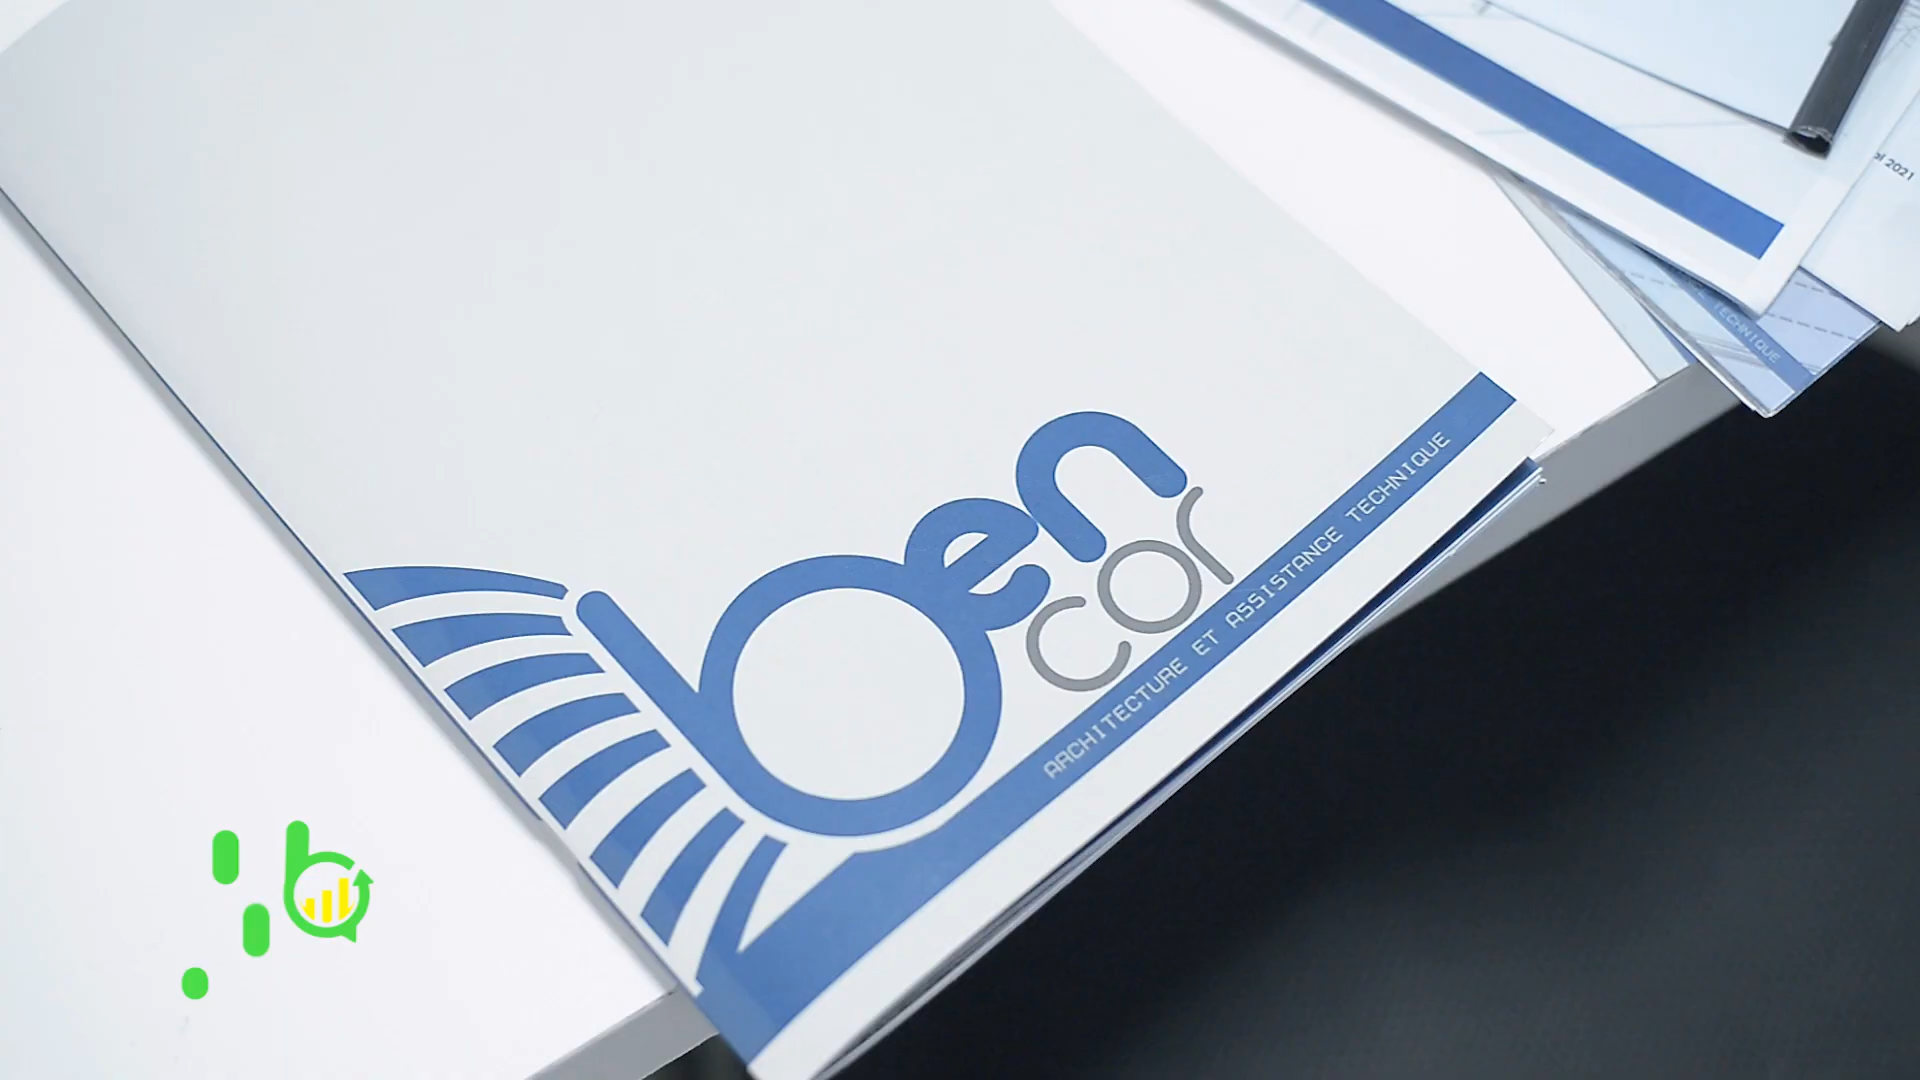 ben
cor
ARCHITECTURE ET ASSISTANCE TECHNIQUE
2021
TECHNIQUE
b